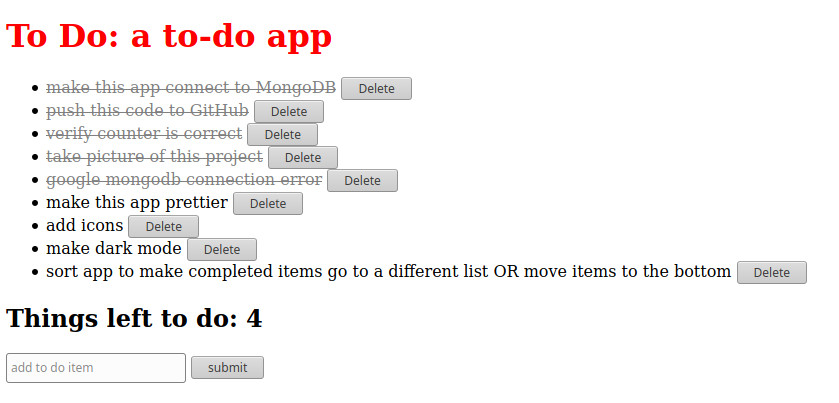 To Do: a to-do app
make this app connect to MongoDB Delete
push this code to GitHub Delete
verify counter is correct Delete
take picture of this project Delete
google mongodb connection error Delete
make this app prettier Delete
add icons Delete
make dark mode Delete
sort app to make completed items go to a different list OR move items to the bottom Delete
Things left to do: 4
add to do item submit